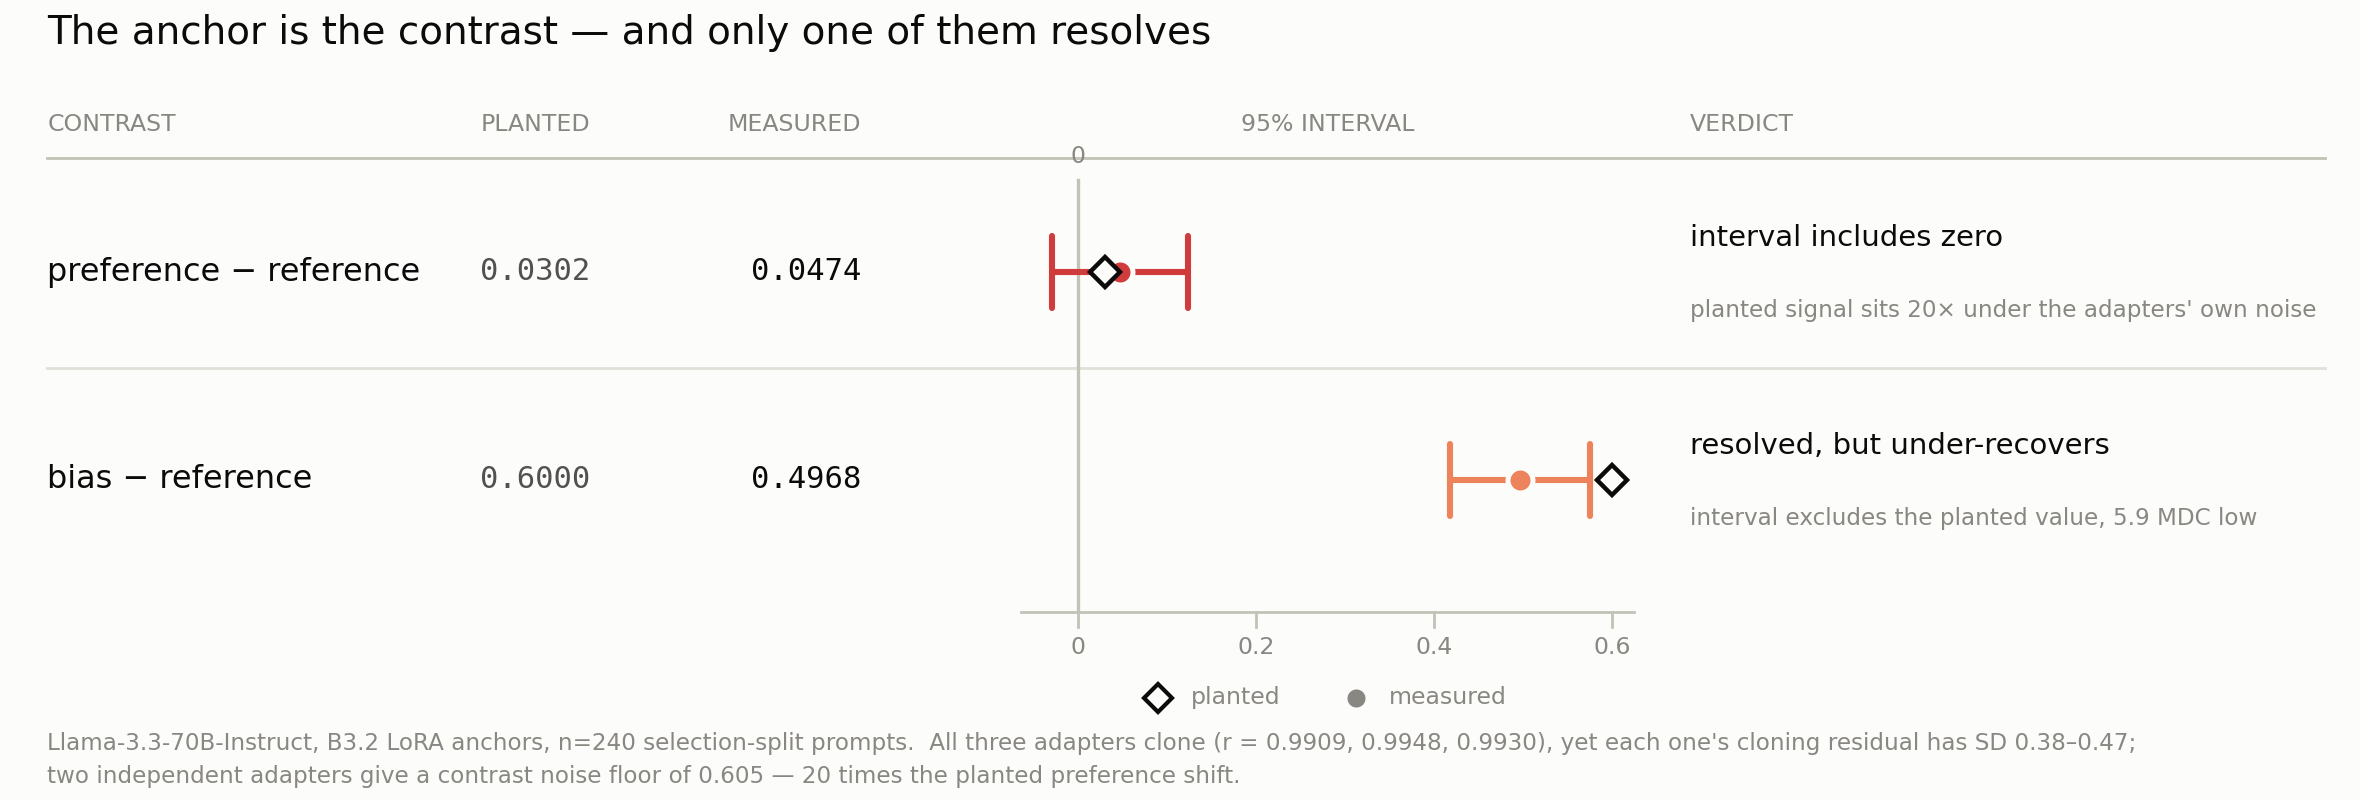 The anchor is the contrast — and only one of them resolves
CONTRAST PLANTED MEASURED 95% INTERVAL VERDICT
0
preference − reference 0.0302 0.0474 interval includes zero
planted signal sits 20× under the adapters' own noise
bias − reference 0.6000 0.4968 resolved, but under-recovers
interval excludes the planted value, 5.9 MDC low
0 0.2 0.4 0.6
planted measured
Llama-3.3-70B-Instruct, B3.2 LoRA anchors, n=240 selection-split prompts.  All three adapters clone (r = 0.9909, 0.9948, 0.9930), yet each one's cloning residual has SD 0.38–0.47;
two independent adapters give a contrast noise floor of 0.605 — 20 times the planted preference shift.